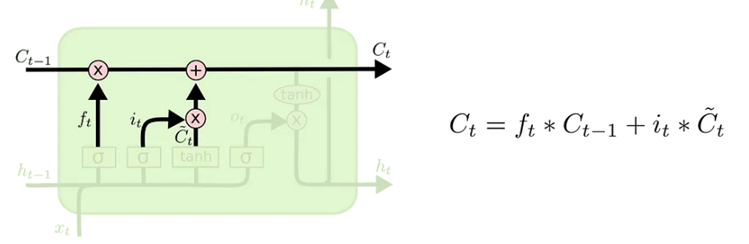 h_t
C_{t-1} x + C_t
tanh
f_t i_t x C̃_t o_t x
σ σ tanh σ
h_{t-1} h_t
x_t
C_t = f_t * C_{t-1} + i_t * C̃_t